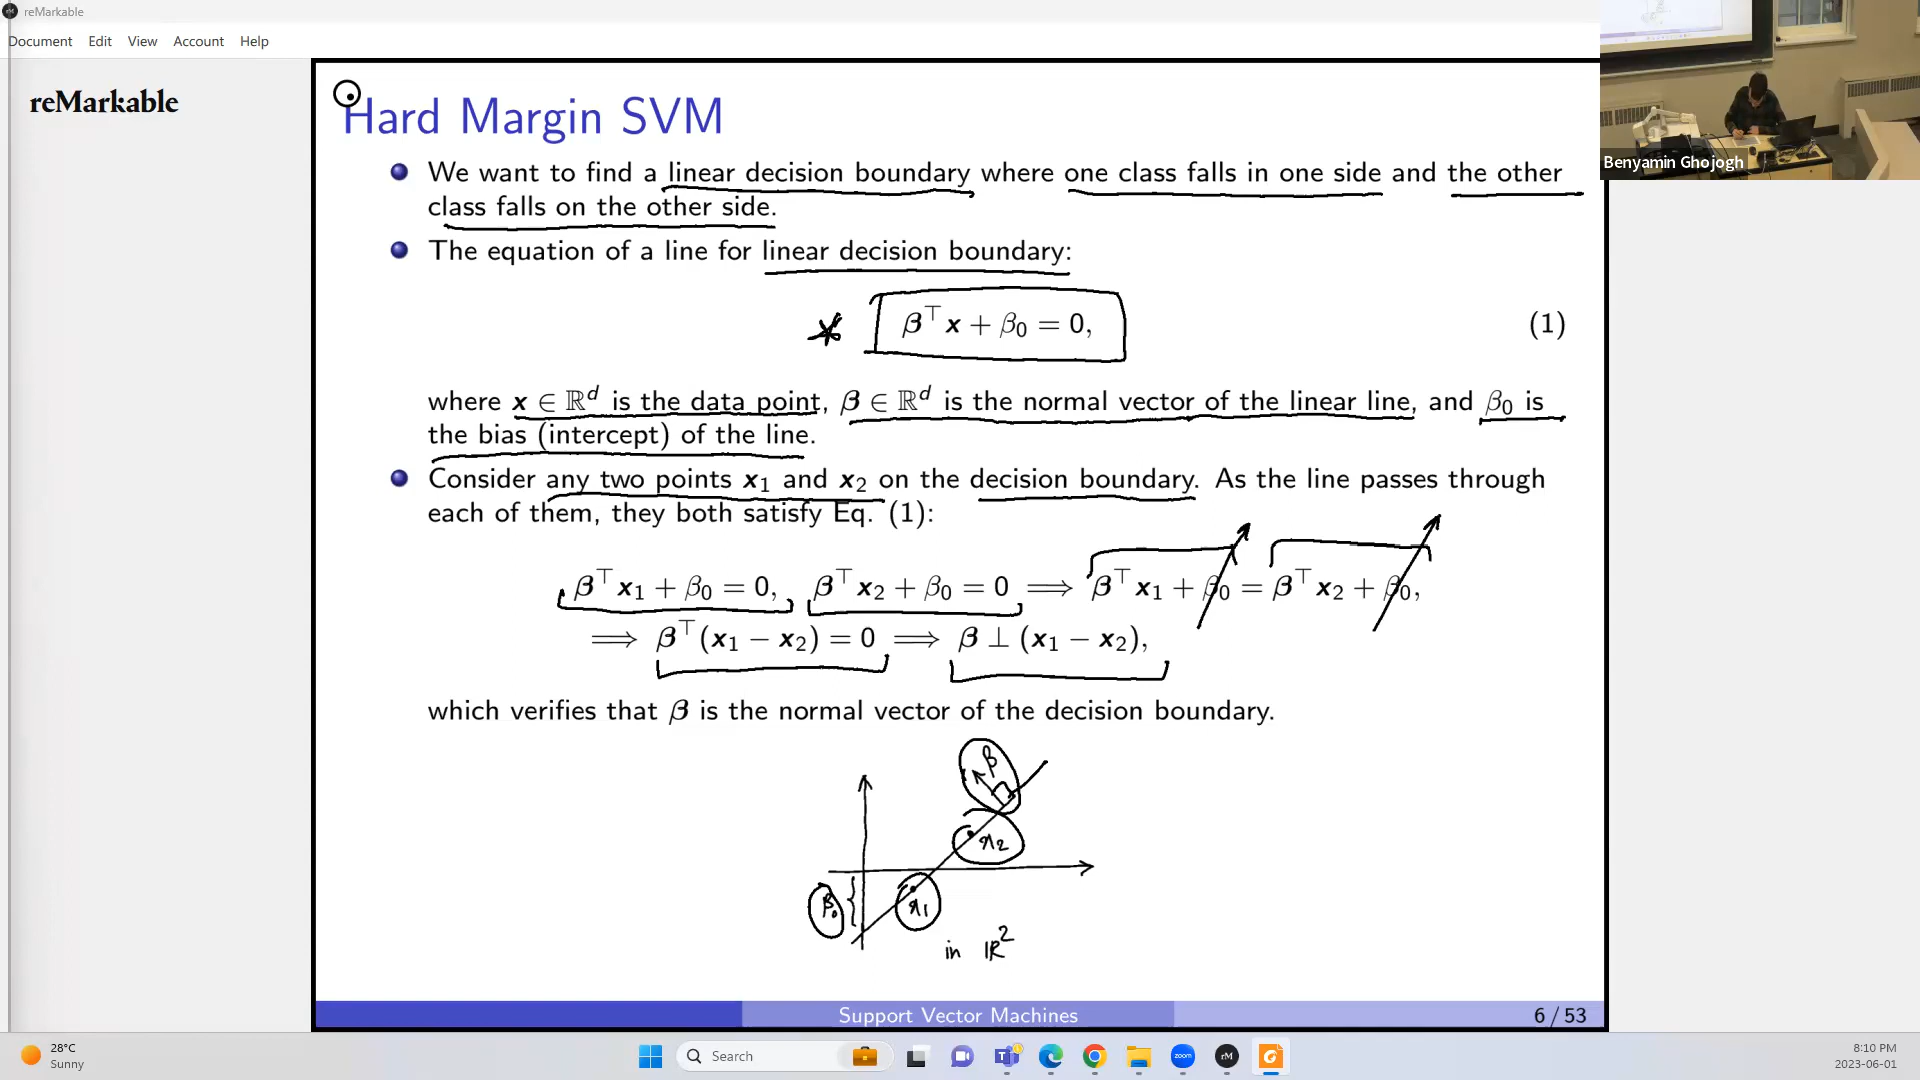 reMarkable
Document Edit View Account Help
reMarkable
Benyamin Ghojogh
Hard Margin SVM
We want to find a linear decision boundary where one class falls in one side and the other
class falls on the other side.
The equation of a line for linear decision boundary:
β⊤x + β0 = 0, (1)
where x ∈ ℝ^d is the data point, β ∈ ℝ^d is the normal vector of the linear line, and β0 is
the bias (intercept) of the line.
Consider any two points x1 and x2 on the decision boundary. As the line passes through
each of them, they both satisfy Eq. (1):
β⊤x1 + β0 = 0, β⊤x2 + β0 = 0 ⟹ β⊤x1 + β0 = β⊤x2 + β0,
⟹ β⊤(x1 − x2) = 0 ⟹ β ⊥ (x1 − x2),
which verifies that β is the normal vector of the decision boundary.
β
x2
β0
x1
in ℝ²
Support Vector Machines 6 / 53
28°C
Sunny
Search
zoom
rM
8:10 PM
2023-06-01